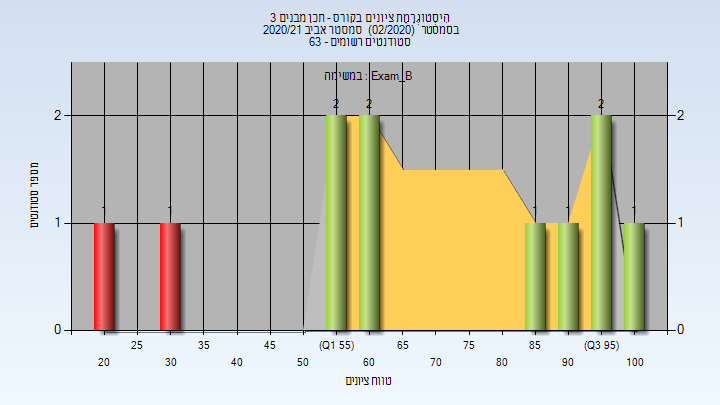 היסטוגרמת ציונים בקורס - תכן מבנים 3
בסמסטר (02/2020) סמסטר אביב 2020/21
סטודנטים רשומים - 63
במשימה : Exam_B
מספר סטודנטים
2 2
1 1
0 0
1 1 2 2 1 1 2 1
25 35 45 (Q1 55) 65 75 85 (Q3 95)
20 30 40 50 60 70 80 90 100
טווח ציונים